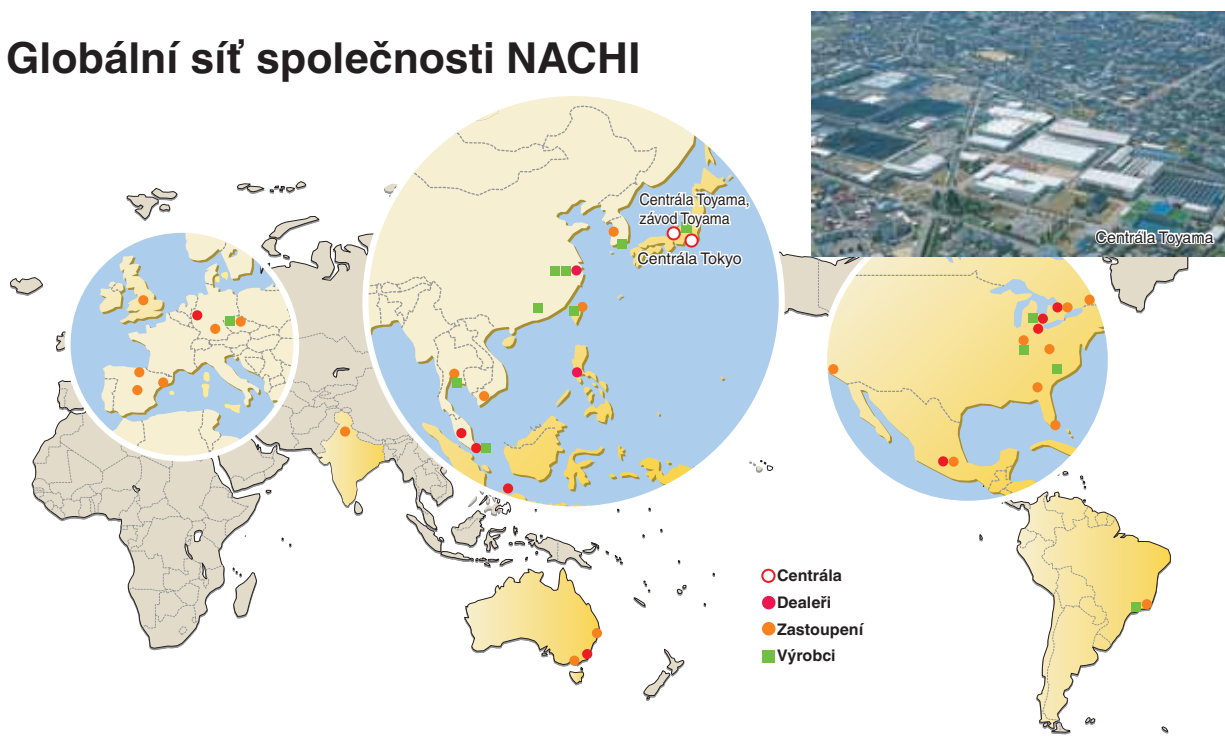 Globální síť společnosti NACHI
Centrála Toyama,
závod Toyama
Centrála Tokyo
Centrála Toyama
Centrála
Dealeři
Zastoupení
Výrobci